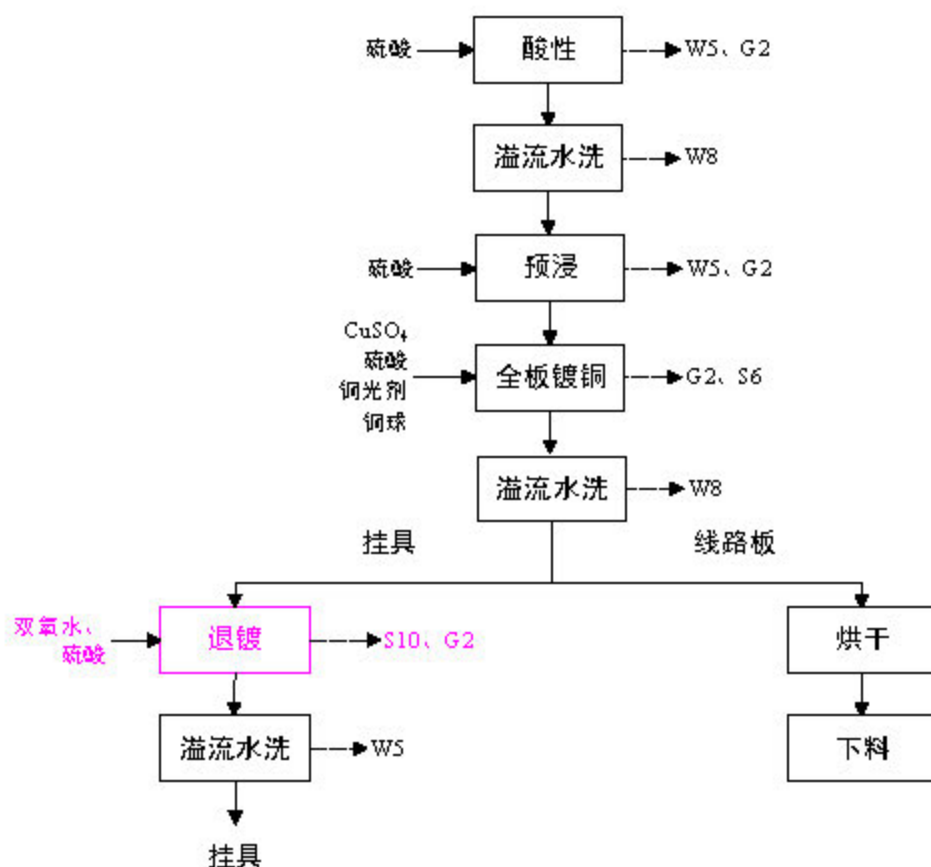 硫酸
酸性
W5、G2
溢流水洗
W8
硫酸
预浸
W5、G2
CuSO₄
硫酸
铜光剂
铜球
全板镀铜
G2、S6
溢流水洗
W8
挂具
线路板
双氧水、
硫酸
退镀
S10、G2
烘干
溢流水洗
W5
下料
挂具